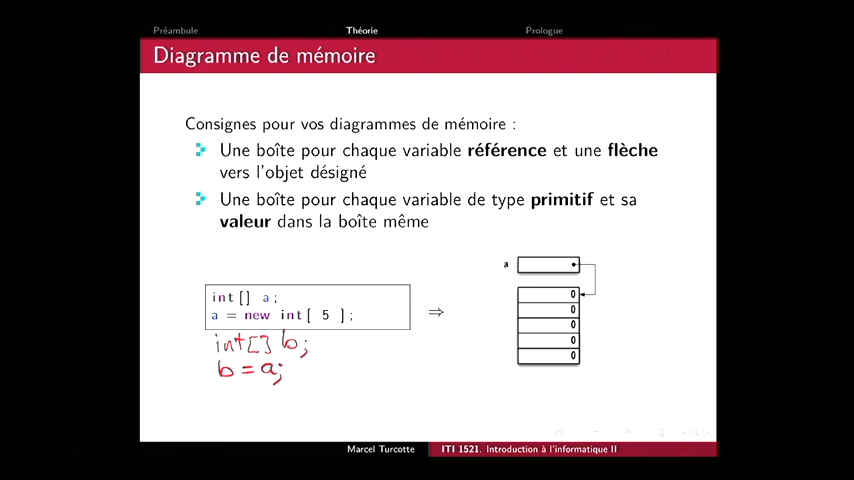 Préambule Théorie Prologue
Diagramme de mémoire
Consignes pour vos diagrammes de mémoire :
Une boîte pour chaque variable référence et une flèche
vers l'objet désigné
Une boîte pour chaque variable de type primitif et sa
valeur dans la boîte même
a
int[] a;
a = new int[ 5 ];
⇒
0
0
0
0
0
int[] b;
b = a;
Marcel Turcotte ITI 1521. Introduction à l'informatique II